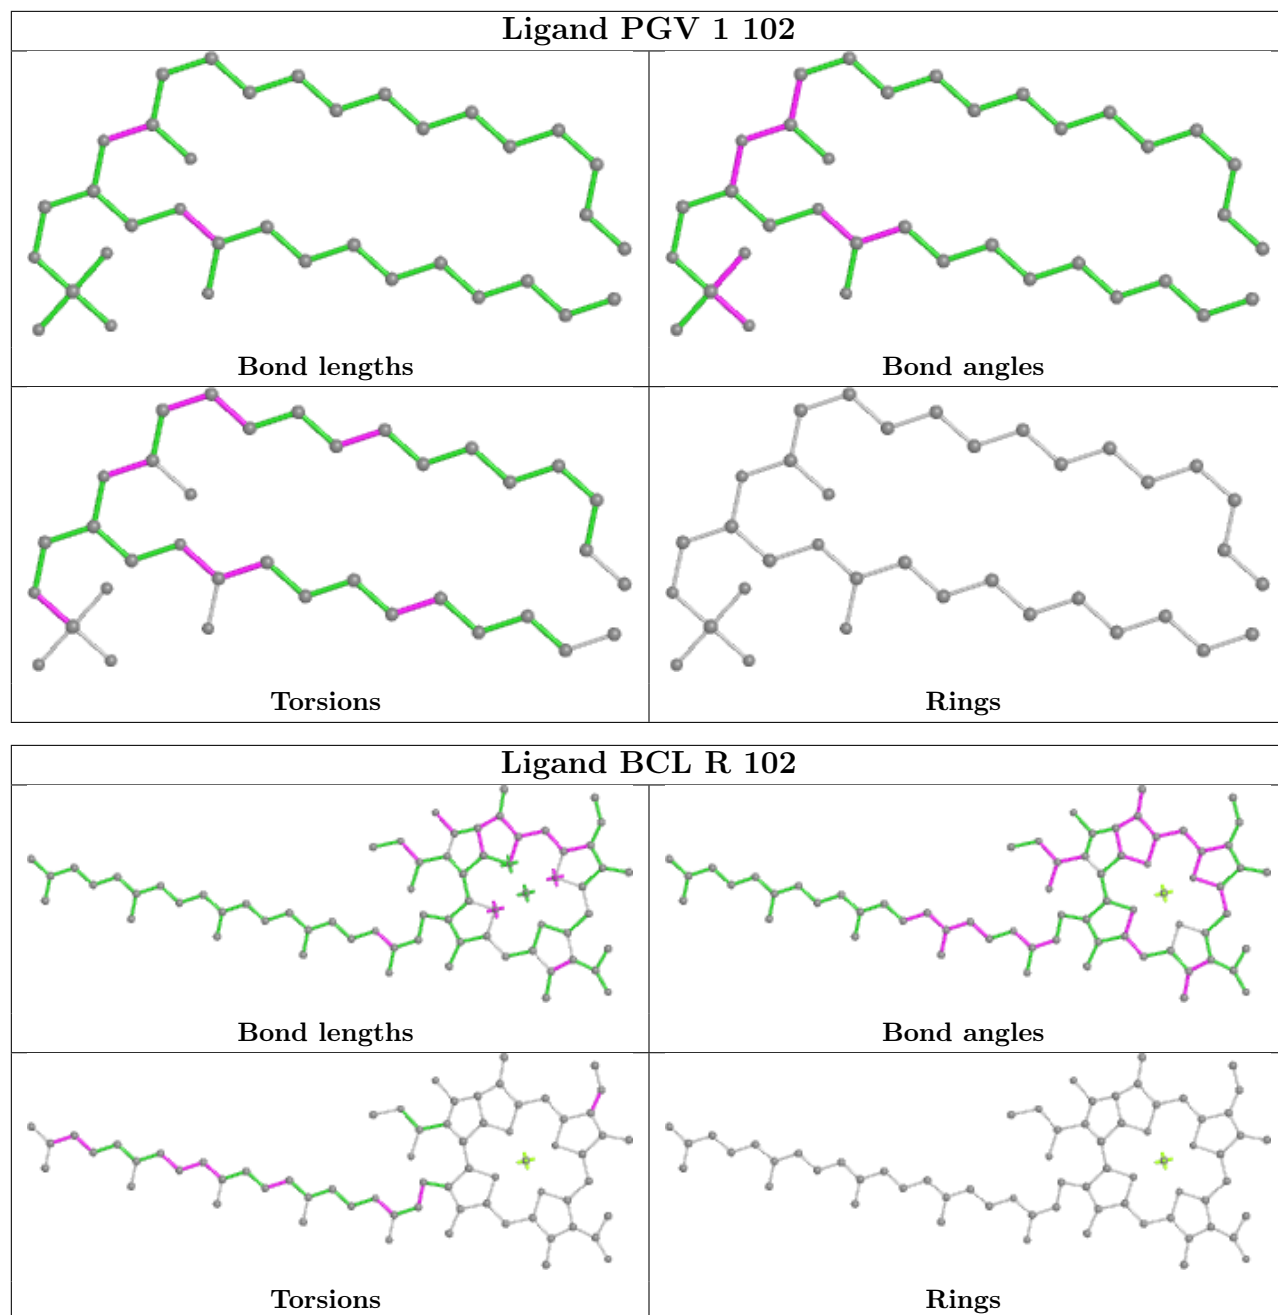 Ligand PGV 1 102
Bond lengths
Bond angles
Torsions
Rings
Ligand BCL R 102
Bond lengths
Bond angles
Torsions
Rings